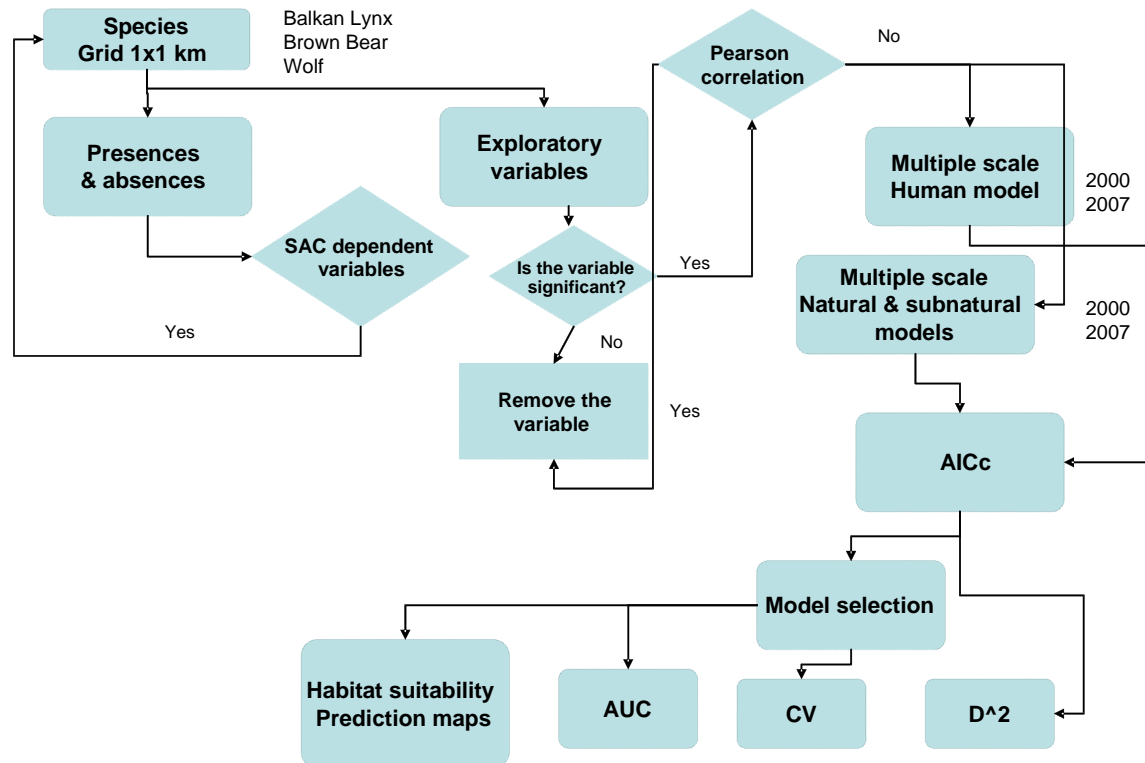 Species
Grid 1x1 km
Balkan Lynx
Brown Bear
Wolf
Pearson
correlation
No
Presences
& absences
Exploratory
variables
Multiple scale
Human model
2000
2007
SAC dependent
variables
Is the variable
significant?
Yes
Multiple scale
Natural & subnatural
models
2000
2007
Yes
No
Remove the
variable
Yes
AICc
Model selection
Habitat suitability
Prediction maps
AUC
CV
D^2